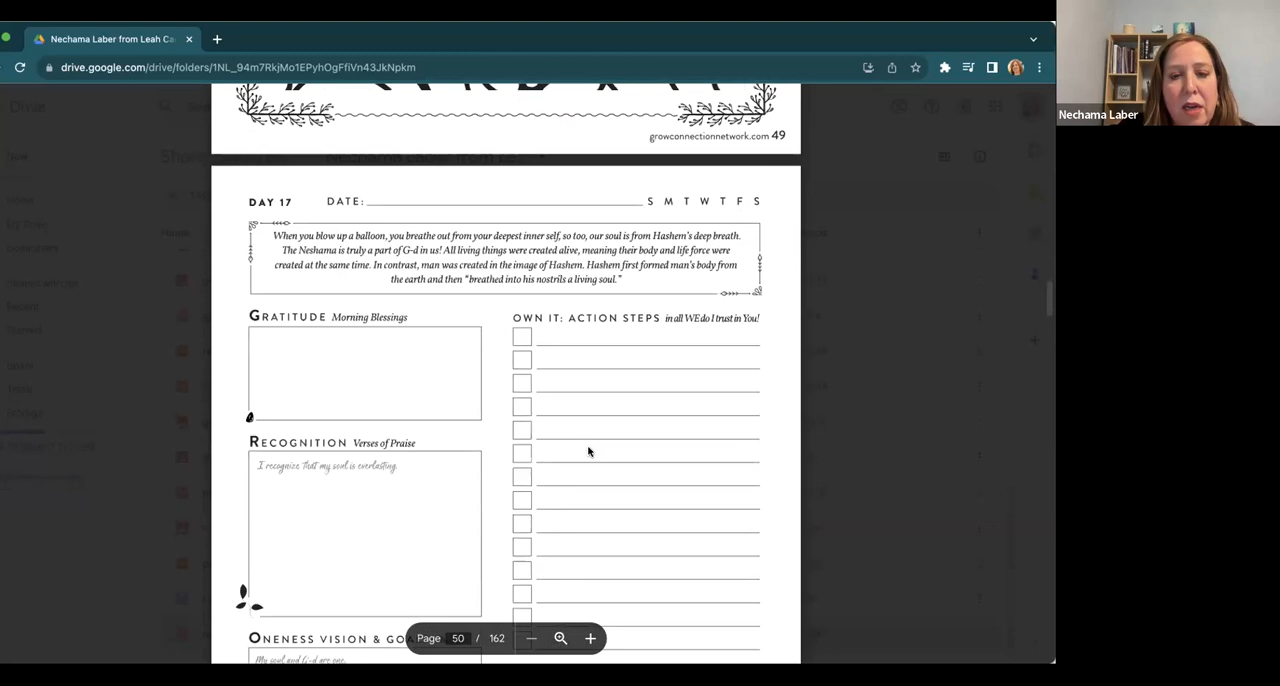 Nechama Laber from Leah Ca
drive.google.com/drive/folders/1NL_94m7RkjMo1EPyhOgFfiVn43JkNpkm
Nechama Laber
growconnectionnetwork.com 49
DAY 17 DATE: S M T W T F S
When you blow up a balloon, you breathe out from your deepest inner self, so too, our soul is from Hashem's deep breath.
The Neshama is truly a part of G-d in us! All living things were created alive, meaning their body and life force were
created at the same time. In contrast, man was created in the image of Hashem. Hashem first formed man's body from
the earth and then "breathed into his nostrils a living soul."
GRATITUDE Morning Blessings
OWN IT: ACTION STEPS in all WE do I trust in You!
RECOGNITION Verses of Praise
I recognize that my soul is everlasting.
ONENESS VISION & GOA
My soul and G-d are one.
Page 50 / 162